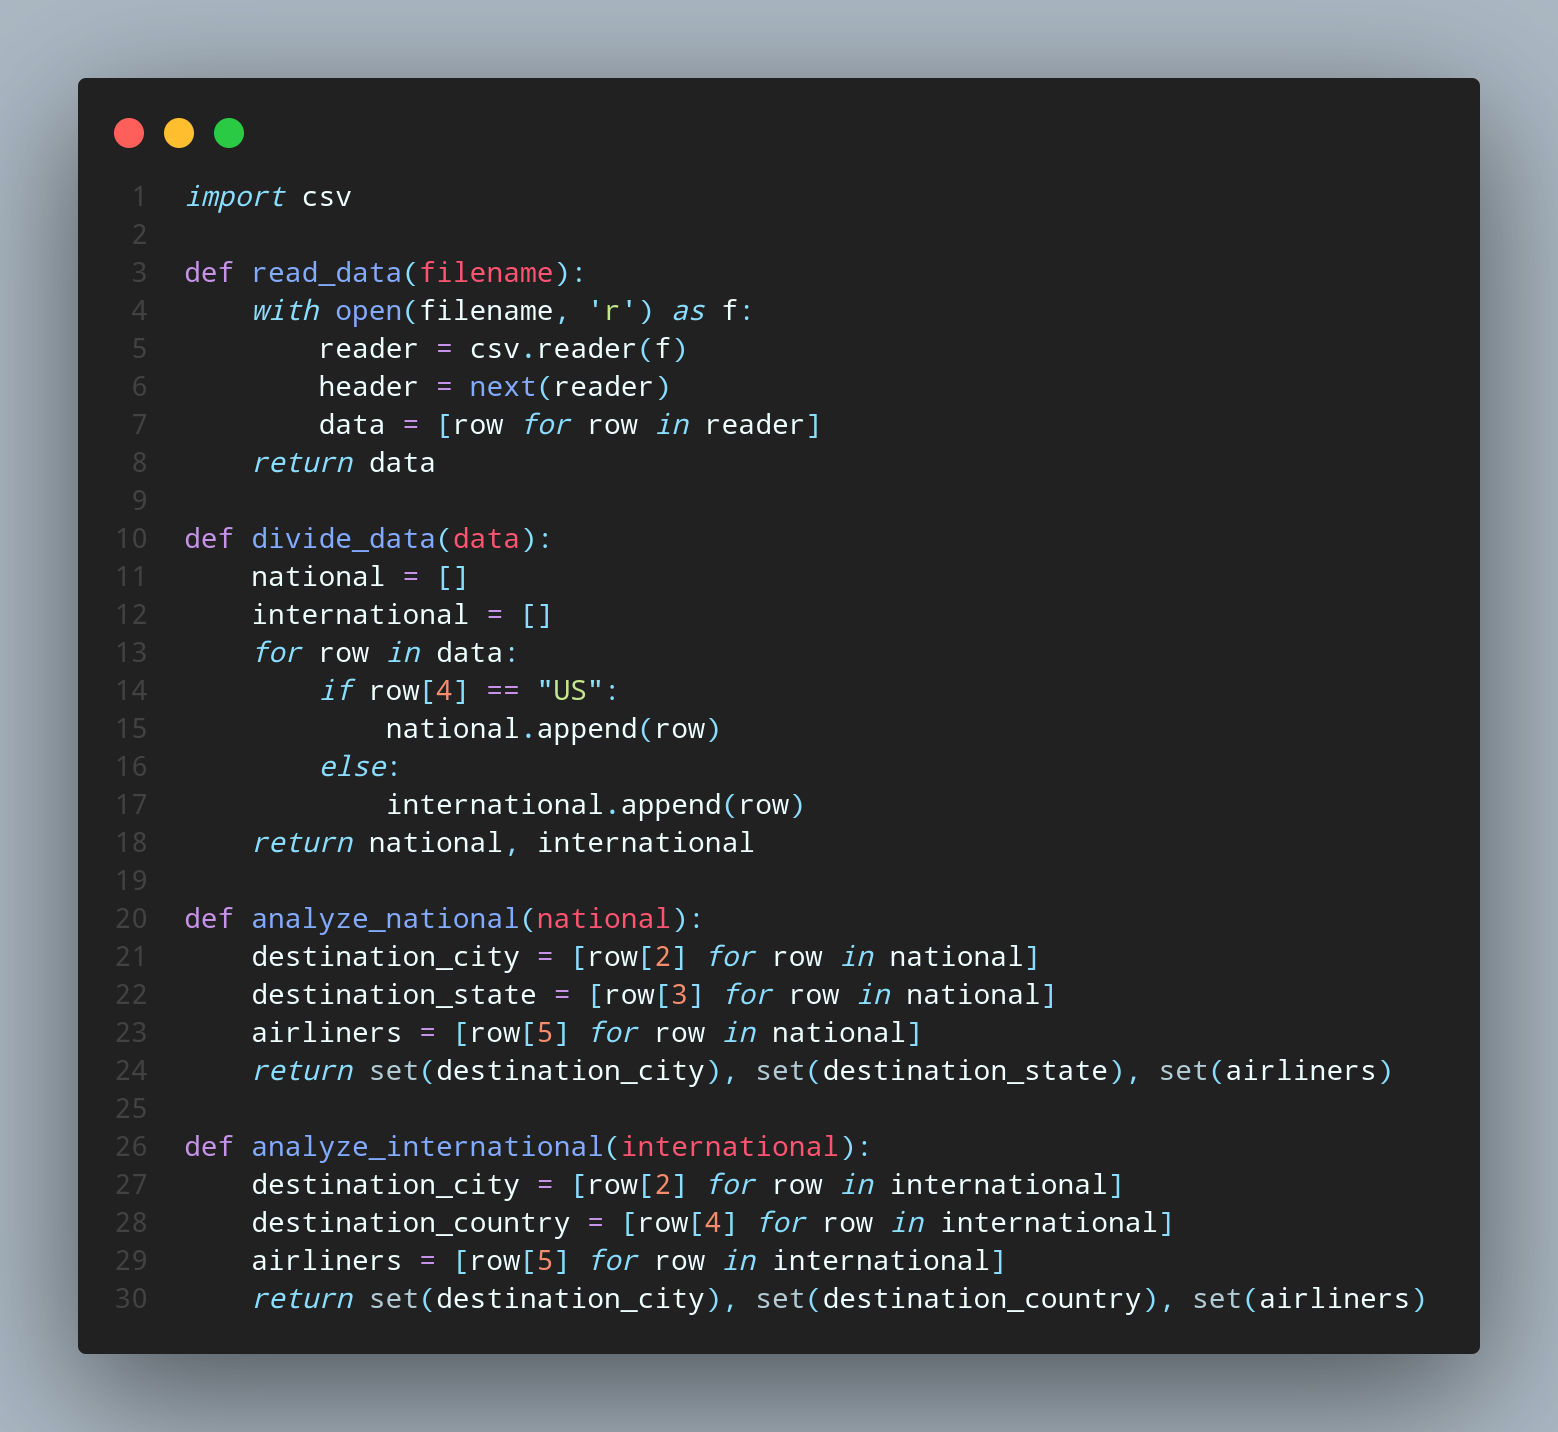 1 import csv
2
3 def read_data(filename):
4     with open(filename, 'r') as f:
5         reader = csv.reader(f)
6         header = next(reader)
7         data = [row for row in reader]
8     return data
9
10 def divide_data(data):
11     national = []
12     international = []
13     for row in data:
14         if row[4] == "US":
15             national.append(row)
16         else:
17             international.append(row)
18     return national, international
19
20 def analyze_national(national):
21     destination_city = [row[2] for row in national]
22     destination_state = [row[3] for row in national]
23     airliners = [row[5] for row in national]
24     return set(destination_city), set(destination_state), set(airliners)
25
26 def analyze_international(international):
27     destination_city = [row[2] for row in international]
28     destination_country = [row[4] for row in international]
29     airliners = [row[5] for row in international]
30     return set(destination_city), set(destination_country), set(airliners)